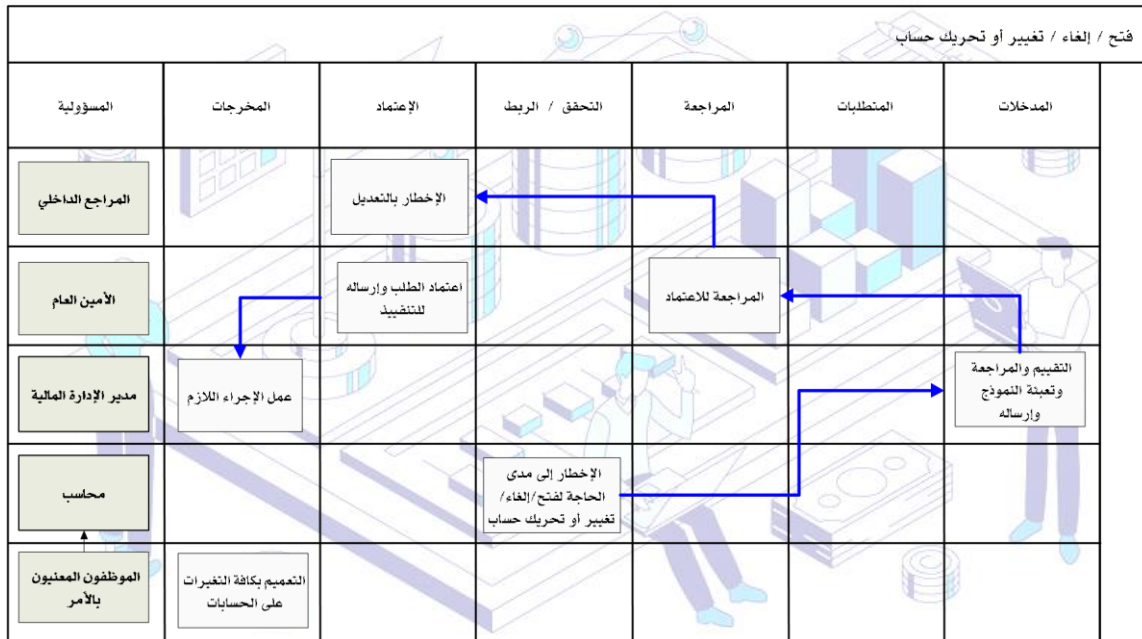 فتح / إلغاء / تغيير أو تحريك حساب
المدخلات
المتطلبات
المراجعة
التحقق / الربط
الإعتماد
المخرجات
المسؤولية
الإخطار بالتعديل
المراجع الداخلي
المراجعة للاعتماد
اعتماد الطلب وإرساله
للتنفييذ
الأمين العام
التقييم والمراجعة
وتعبئة النموذج
وإرساله
عمل الإجراء اللازم
مدير الإدارة المالية
الإخطار إلى مدى
الحاجة لفتح/إلغاء/
تغيير أو تحريك حساب
محاسب
التعميم بكافة التغيرات
على الحسابات
الموظفون المعنيون
بالأمر